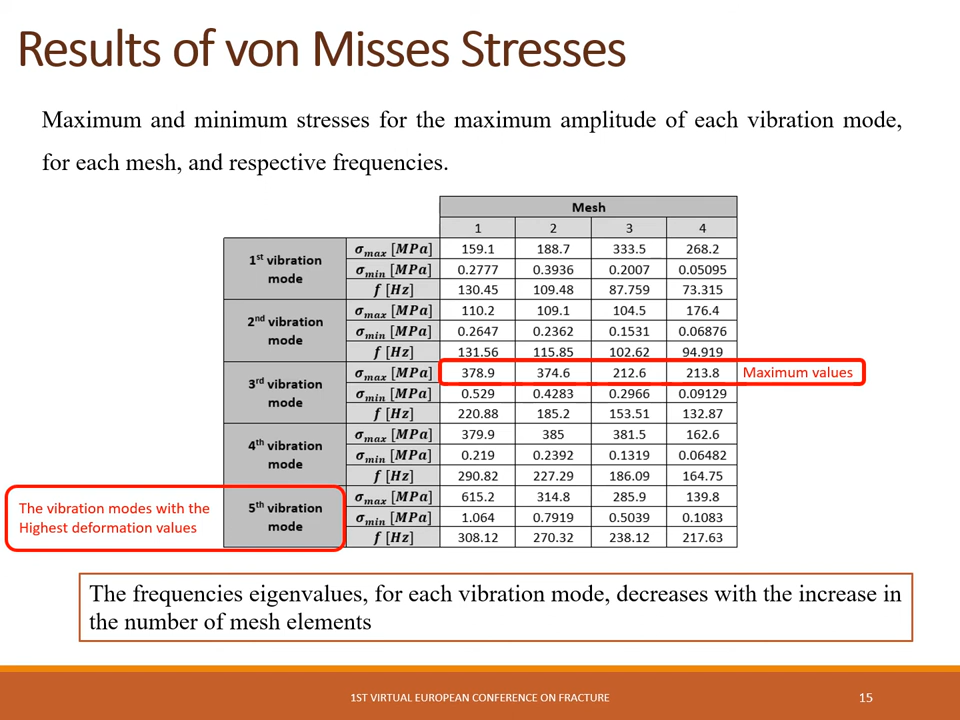 Results of von Misses Stresses
Maximum and minimum stresses for the maximum amplitude of each vibration mode,
for each mesh, and respective frequencies.
Mesh
1 2 3 4
1st vibration mode
σmax [MPa] 159.1 188.7 333.5 268.2
σmin [MPa] 0.2777 0.3936 0.2007 0.05095
f [Hz] 130.45 109.48 87.759 73.315
2nd vibration mode
σmax [MPa] 110.2 109.1 104.5 176.4
σmin [MPa] 0.2647 0.2362 0.1531 0.06876
f [Hz] 131.56 115.85 102.62 94.919
3rd vibration mode
σmax [MPa] 378.9 374.6 212.6 213.8 Maximum values
σmin [MPa] 0.529 0.4283 0.2966 0.09129
f [Hz] 220.88 185.2 153.51 132.87
4th vibration mode
σmax [MPa] 379.9 385 381.5 162.6
σmin [MPa] 0.219 0.2392 0.1319 0.06482
f [Hz] 290.82 227.29 186.09 164.75
The vibration modes with the
Highest deformation values
5th vibration mode
σmax [MPa] 615.2 314.8 285.9 139.8
σmin [MPa] 1.064 0.7919 0.5039 0.1083
f [Hz] 308.12 270.32 238.12 217.63
The frequencies eigenvalues, for each vibration mode, decreases with the increase in
the number of mesh elements
1ST VIRTUAL EUROPEAN CONFERENCE ON FRACTURE
15